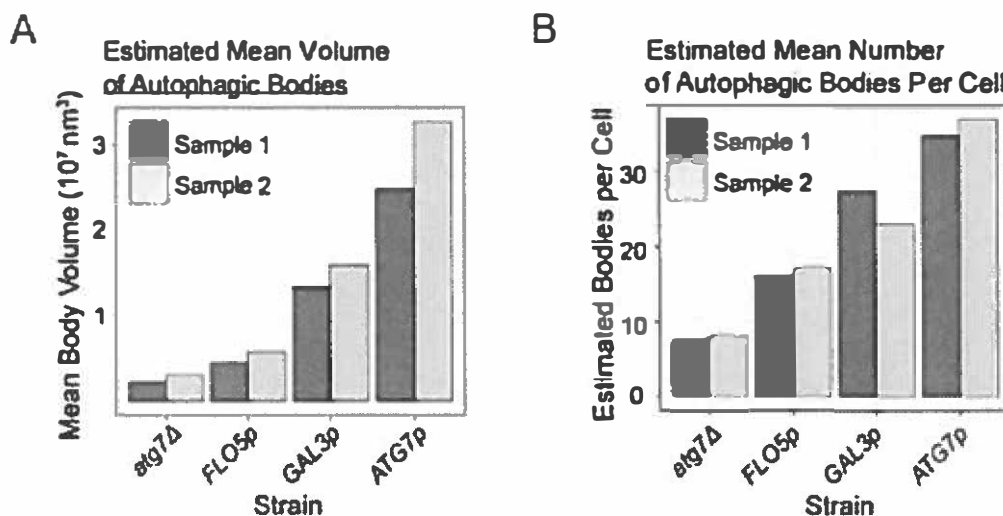 A
Estimated Mean Volume
of Autophagic Bodies
Mean Body Volume (10⁷ nm³)
3
2
1
Sample 1
Sample 2
atg7Δ
FLO5p
GAL3p
ATG7p
Strain
B
Estimated Mean Number
of Autophagic Bodies Per Cell
Estimated Bodies per Cell
30
20
10
0
Sample 1
Sample 2
atg7Δ
FLO5p
GAL3p
ATG7p
Strain